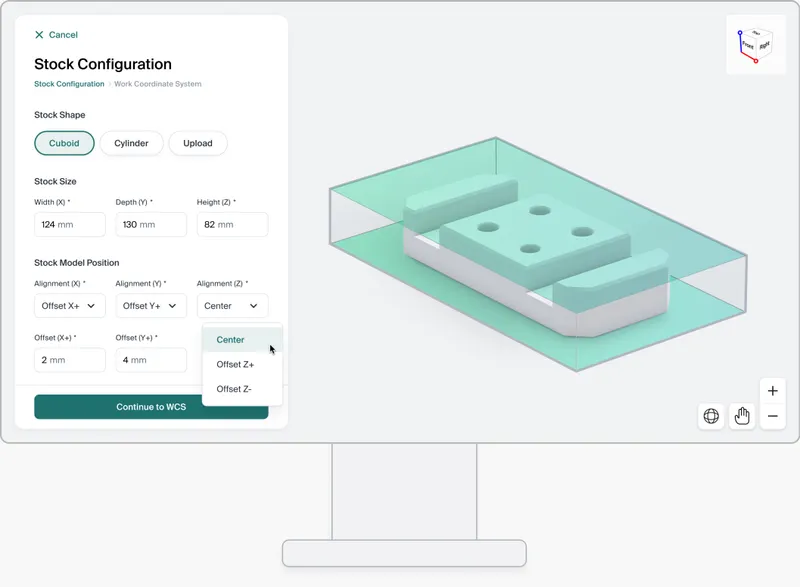 Cancel
Stock Configuration
Stock Configuration › Work Coordinate System
Stock Shape
Cuboid Cylinder Upload
Stock Size
Width (X) * Depth (Y) * Height (Z) *
124 mm 130 mm 82 mm
Stock Model Position
Alignment (X) * Alignment (Y) * Alignment (Z) *
Offset X+ Offset Y+ Center
Offset (X+) * Offset (Y+) *
2 mm 4 mm
Center
Offset Z+
Offset Z-
Continue to WCS
Front Right